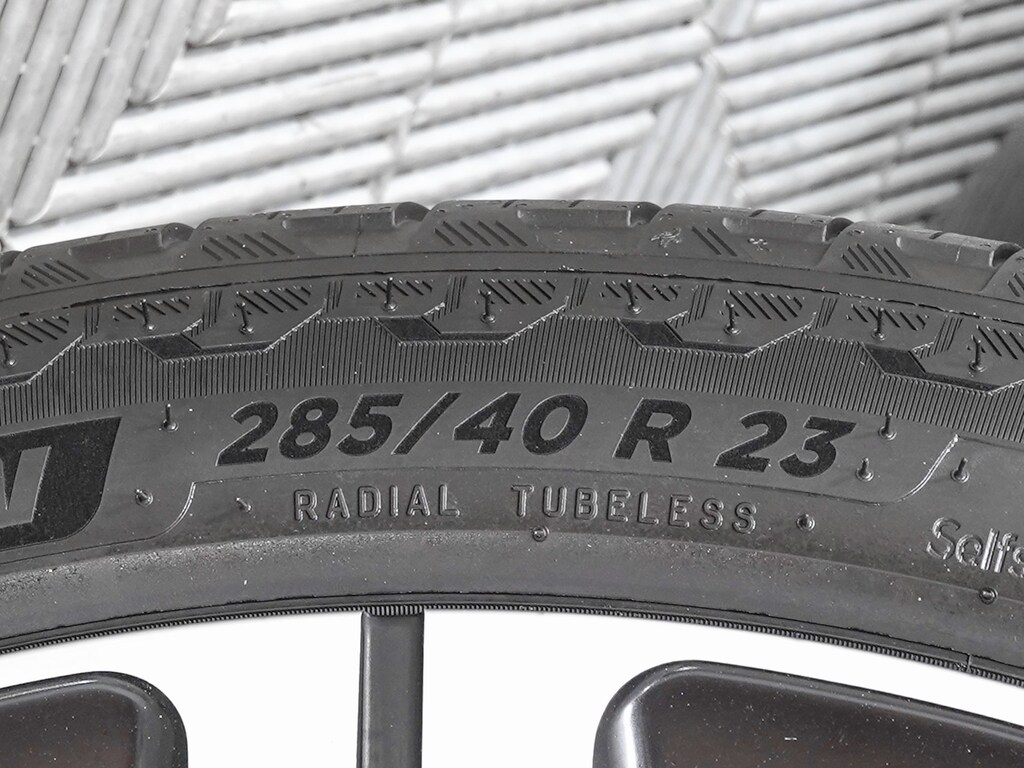 285/40 R 23
RADIAL TUBELESS